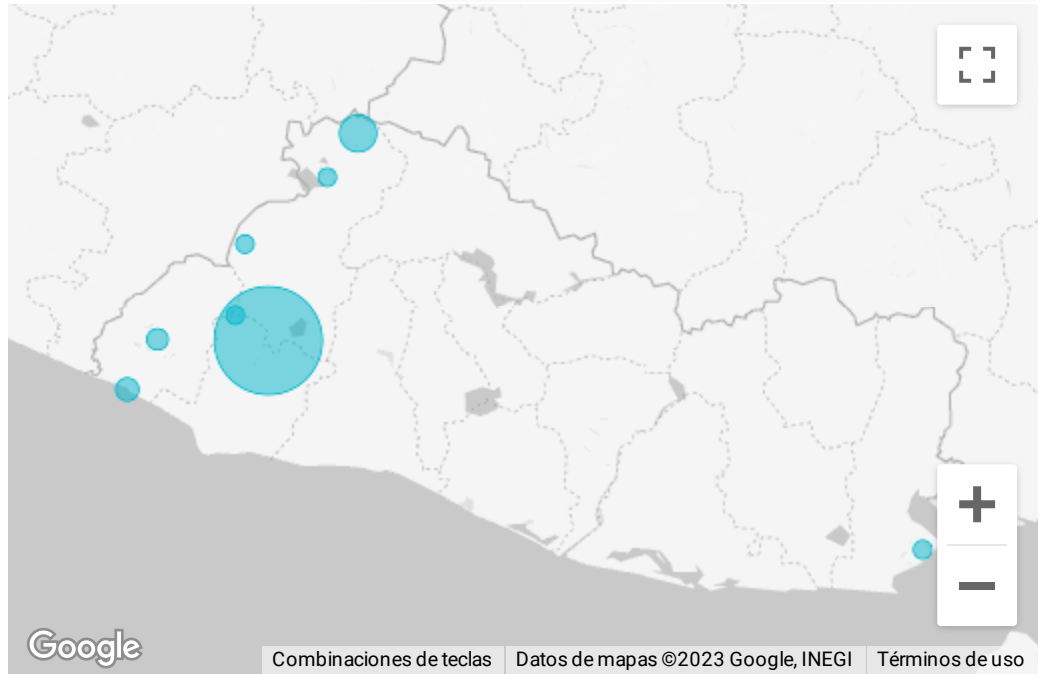 Google
Combinaciones de teclas
Datos de mapas ©2023 Google, INEGI
Términos de uso